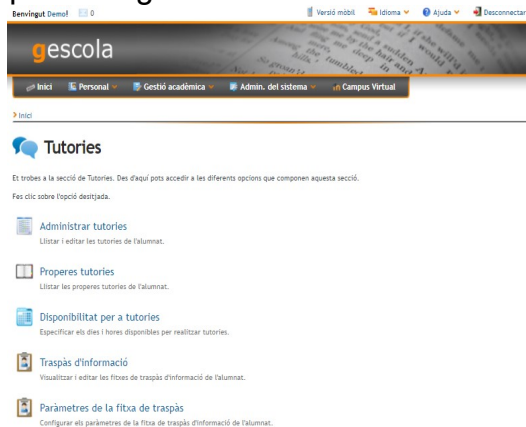 Benvingut Demo! 0 Versió mòbil Idioma Ajuda Desconnectar
gescola
Inici Personal Gestió acadèmica Admin. del sistema Campus Virtual
Inici
Tutories
Et trobes a la secció de Tutories. Des d'aquí pots accedir a les diferents opcions que componen aquesta secció.
Fes clic sobre l'opció desitjada.
Administrar tutories
Llistar i editar les tutories de l'alumnat.
Properes tutories
Llistar les properes tutories de l'alumnat.
Disponibilitat per a tutories
Especificar els dies i hores disponibles per realitzar tutories.
Traspàs d'informació
Visualitzar i editar les fitxes de traspàs d'informació de l'alumnat.
Paràmetres de la fitxa de traspàs
Configurar els paràmetres de la fitxa de traspàs d'informació de l'alumnat.